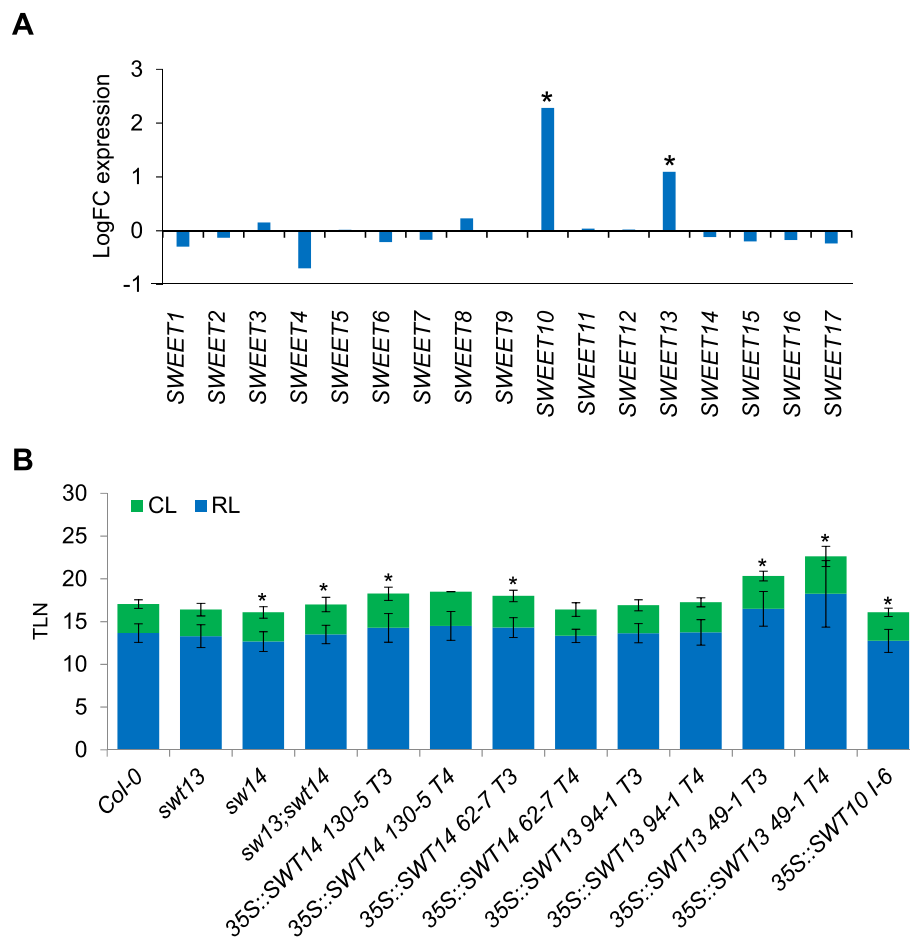 A
3
2
1
0
-1
LogFC expression
*
*
SWEET1
SWEET2
SWEET3
SWEET4
SWEET5
SWEET6
SWEET7
SWEET8
SWEET9
SWEET10
SWEET11
SWEET12
SWEET13
SWEET14
SWEET15
SWEET16
SWEET17
B
30
25
20
15
10
5
0
TLN
CL RL
*
*
*
*
*
*
*
Col-0
swt13
sw14
sw13;swt14
35S::SWT14 130-5 T3
35S::SWT14 130-5 T4
35S::SWT14 62-7 T3
35S::SWT14 62-7 T4
35S::SWT13 94-1 T3
35S::SWT13 94-1 T4
35S::SWT13 49-1 T3
35S::SWT13 49-1 T4
35S::SWT10 I-6